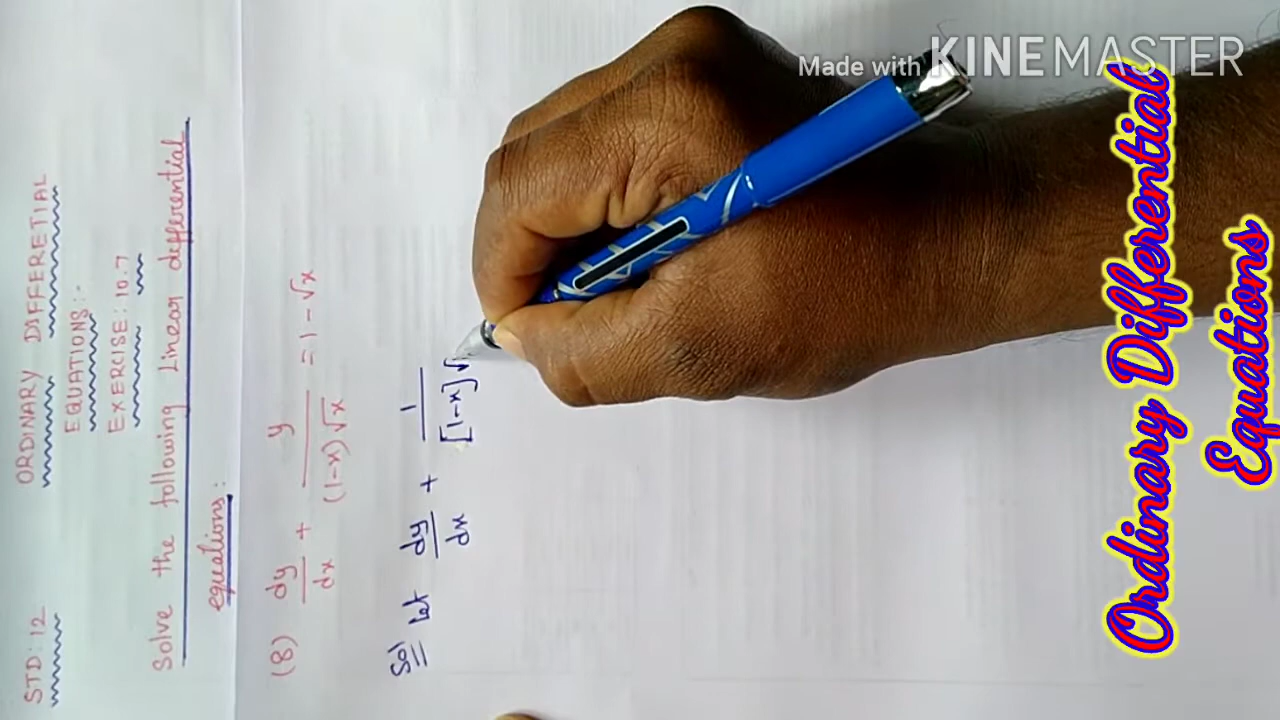 STD: 12 ORDINARY DIFFERETIAL
EQUATIONS:-
EXERCISE: 10.7
Solve the following Linear differential
equations:
(8) dy/dx + y/(1-x)√x = 1-√x
Sol Let dy/dx + 1/[1-x]√
Made with KINEMASTER
Ordinary Differential
Equations